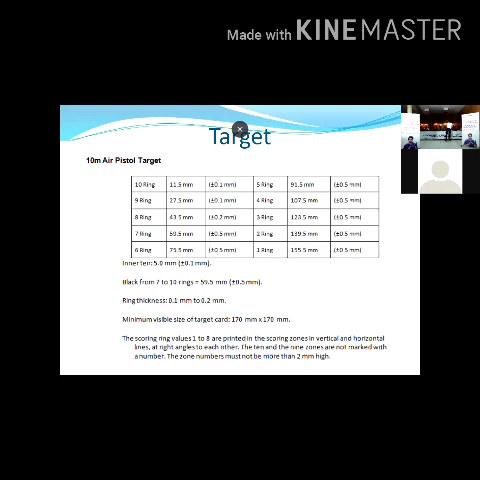 Made with KINEMASTER
Target
10m Air Pistol Target
10 Ring 11.5 mm (±0.1 mm) 5 Ring 91.5 mm (±0.5 mm)
9 Ring 27.5 mm (±0.1 mm) 4 Ring 107.5 mm (±0.5 mm)
8 Ring 43.5 mm (±0.2 mm) 3 Ring 123.5 mm (±0.5 mm)
7 Ring 59.5 mm (±0.5 mm) 2 Ring 139.5 mm (±0.5 mm)
6 Ring 75.5 mm (±0.5 mm) 1 Ring 155.5 mm (±0.5 mm)
Inner ten: 5.0 mm (±0.1 mm).
Black from 7 to 10 rings = 59.5 mm (±0.5 mm).
Ring thickness: 0.1 mm to 0.2 mm.
Minimum visible size of target card: 170 mm x 170 mm.
The scoring ring values 1 to 8 are printed in the scoring zones in vertical and horizontal
lines, at right angles to each other. The ten and the nine zones are not marked with
a number. The zone numbers must not be more than 2 mm high.